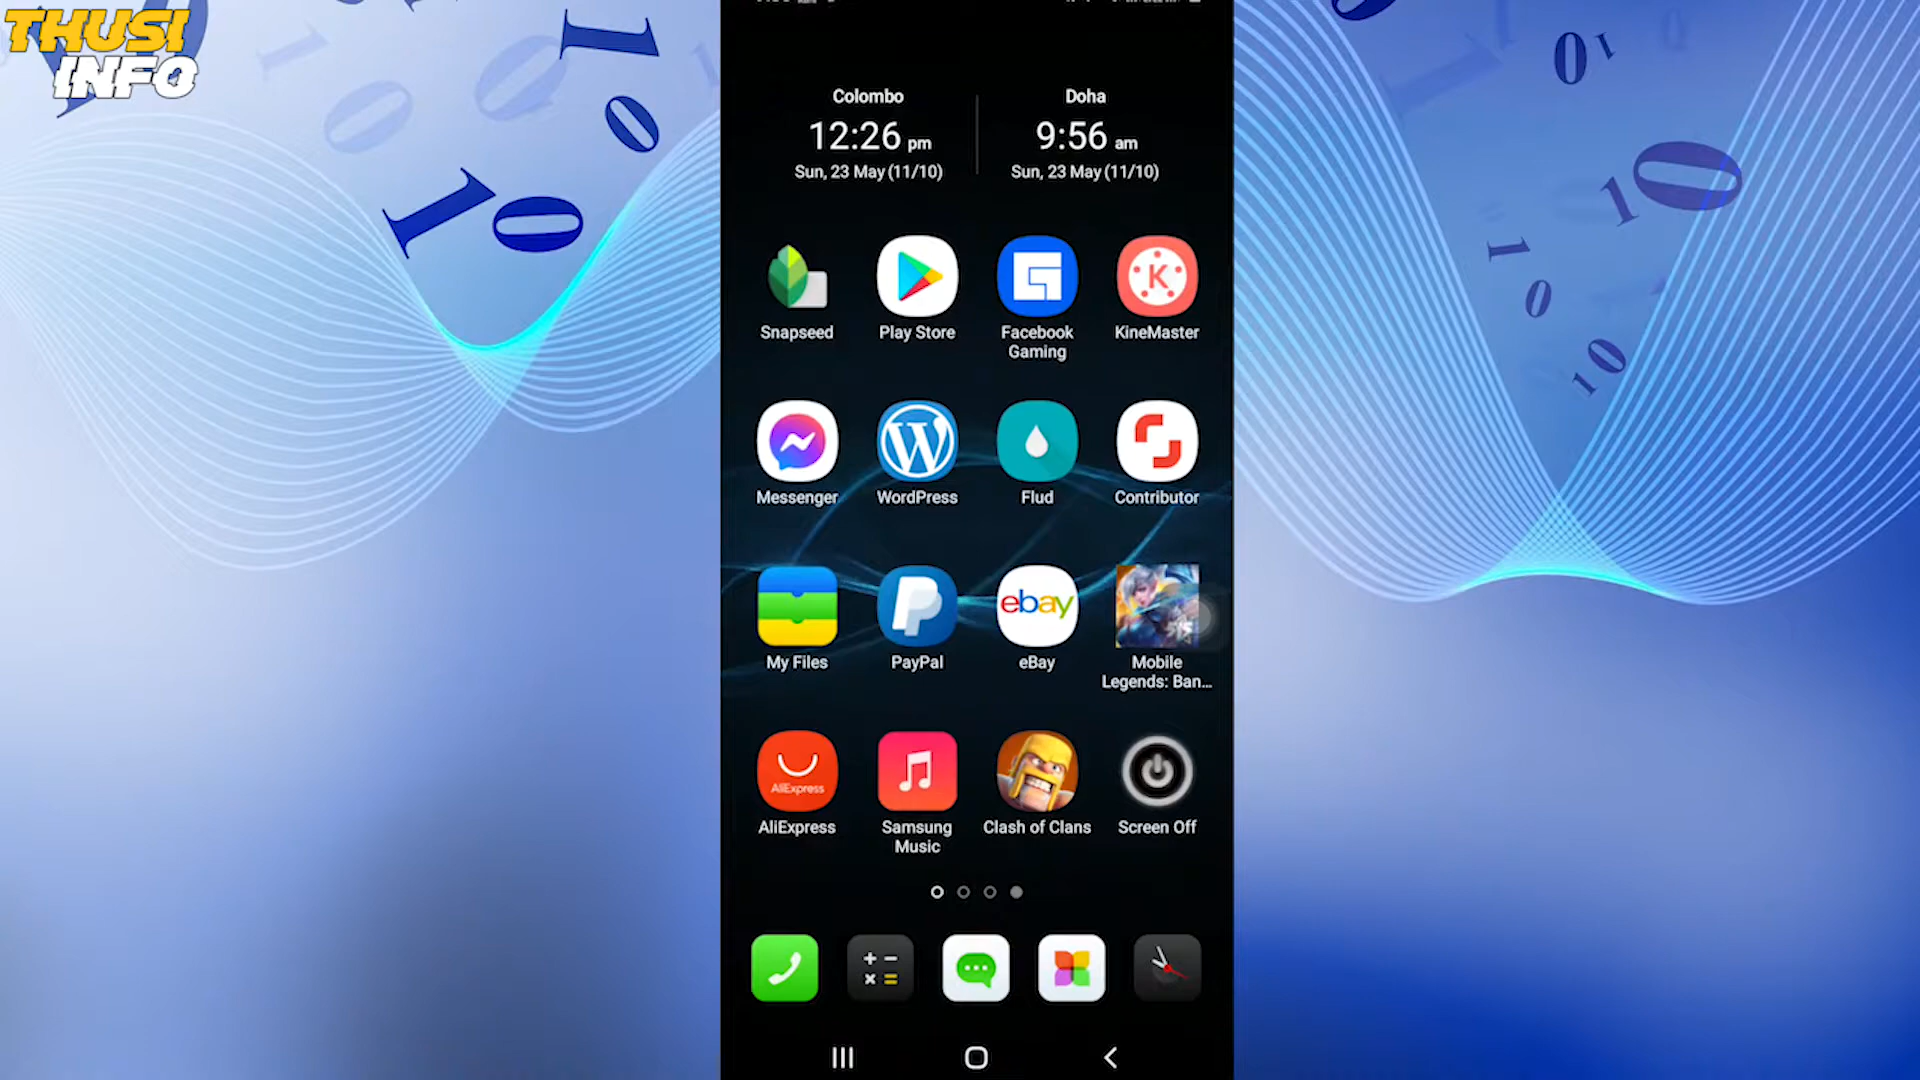 THUSI
INFO
Colombo
12:26 pm
Sun, 23 May (11/10)
Doha
9:56 am
Sun, 23 May (11/10)
Snapseed
Play Store
Facebook
Gaming
KineMaster
Messenger
WordPress
Flud
Contributor
My Files
PayPal
ebay
eBay
Mobile
Legends: Ban...
AliExpress
AliExpress
Samsung
Music
Clash of Clans
Screen Off